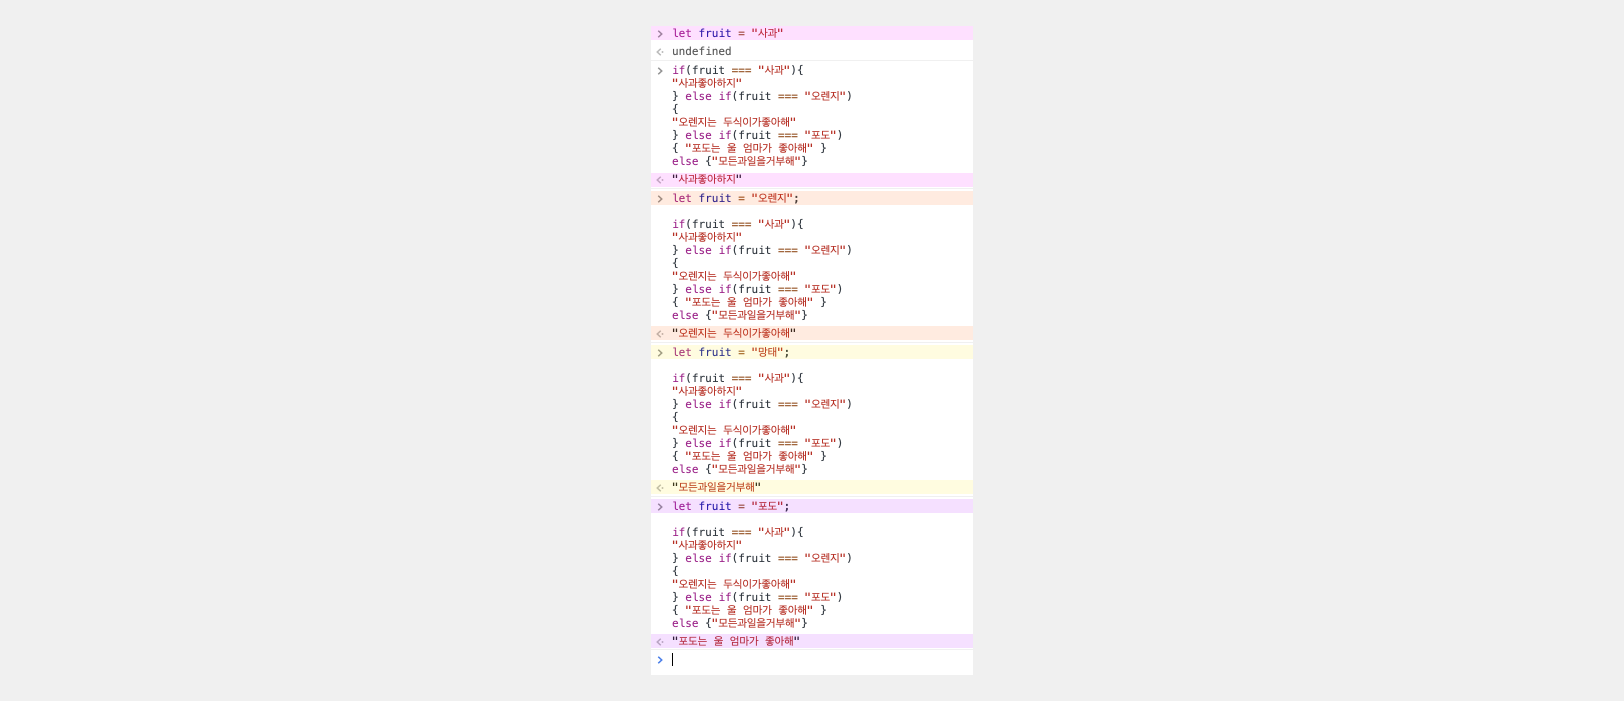 > let fruit = "사과"
<· undefined
> if(fruit === "사과"){
"사과좋아하지"
} else if(fruit === "오렌지")
{
"오렌지는 두식이가좋아해"
} else if(fruit === "포도")
{ "포도는 울 엄마가 좋아해" }
else {"모든과일을거부해"}
<· "사과좋아하지"
> let fruit = "오렌지";
if(fruit === "사과"){
"사과좋아하지"
} else if(fruit === "오렌지")
{
"오렌지는 두식이가좋아해"
} else if(fruit === "포도")
{ "포도는 울 엄마가 좋아해" }
else {"모든과일을거부해"}
<· "오렌지는 두식이가좋아해"
> let fruit = "망태";
if(fruit === "사과"){
"사과좋아하지"
} else if(fruit === "오렌지")
{
"오렌지는 두식이가좋아해"
} else if(fruit === "포도")
{ "포도는 울 엄마가 좋아해" }
else {"모든과일을거부해"}
<· "모든과일을거부해"
> let fruit = "포도";
if(fruit === "사과"){
"사과좋아하지"
} else if(fruit === "오렌지")
{
"오렌지는 두식이가좋아해"
} else if(fruit === "포도")
{ "포도는 울 엄마가 좋아해" }
else {"모든과일을거부해"}
<· "포도는 울 엄마가 좋아해"
>